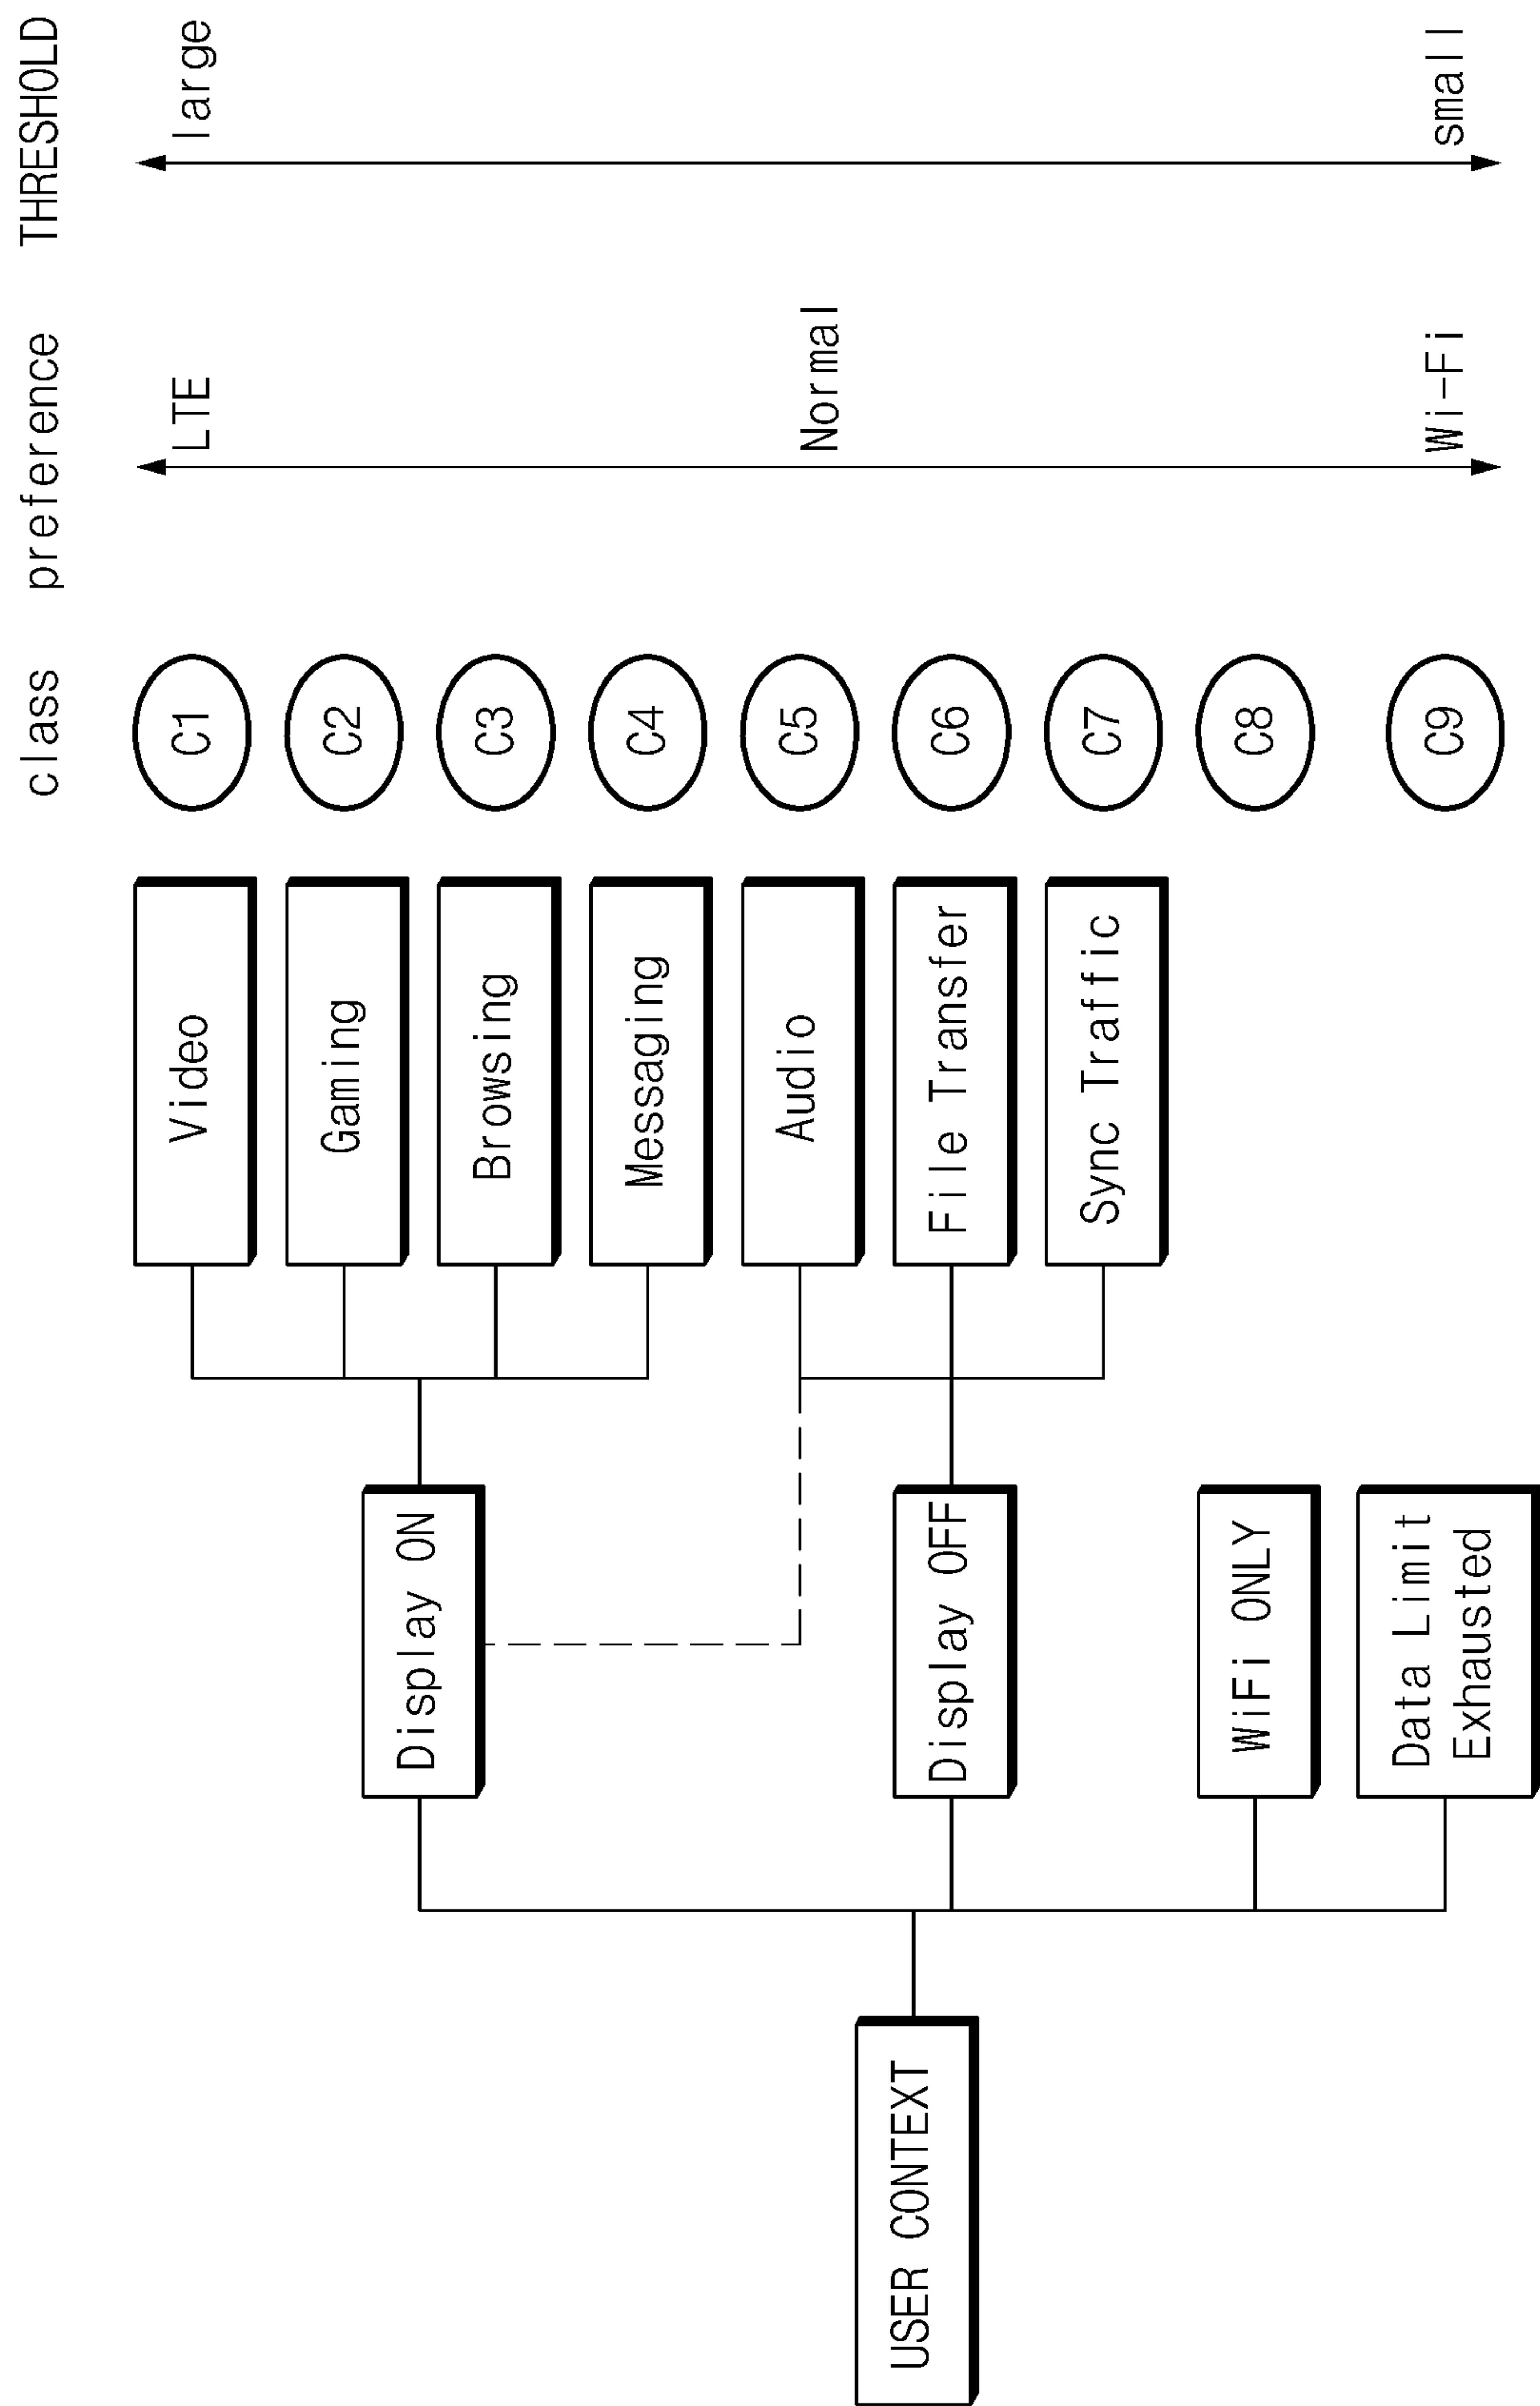 class
preference
THRESHOLD
USER CONTEXT
Display ON
Video
C1
LTE
large
Gaming
C2
Browsing
C3
Messaging
C4
Audio
C5
Normal
Display OFF
File Transfer
C6
Sync Traffic
C7
WiFi ONLY
C8
Data Limit
Exhausted
C9
Wi-Fi
small